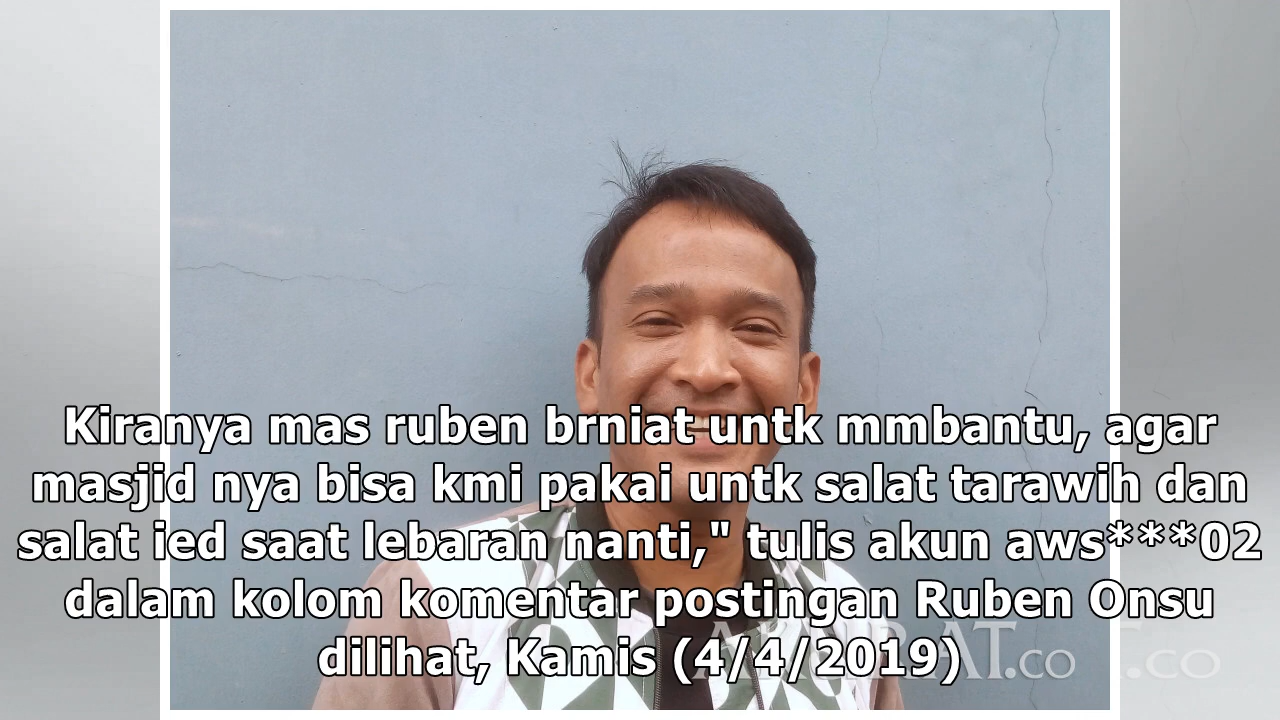 Kiranya mas ruben brniat untk mmbantu, agar
masjid nya bisa kmi pakai untk salat tarawih dan
salat ied saat lebaran nanti," tulis akun aws***02
dalam kolom komentar postingan Ruben Onsu
dilihat, Kamis (4/4/2019)